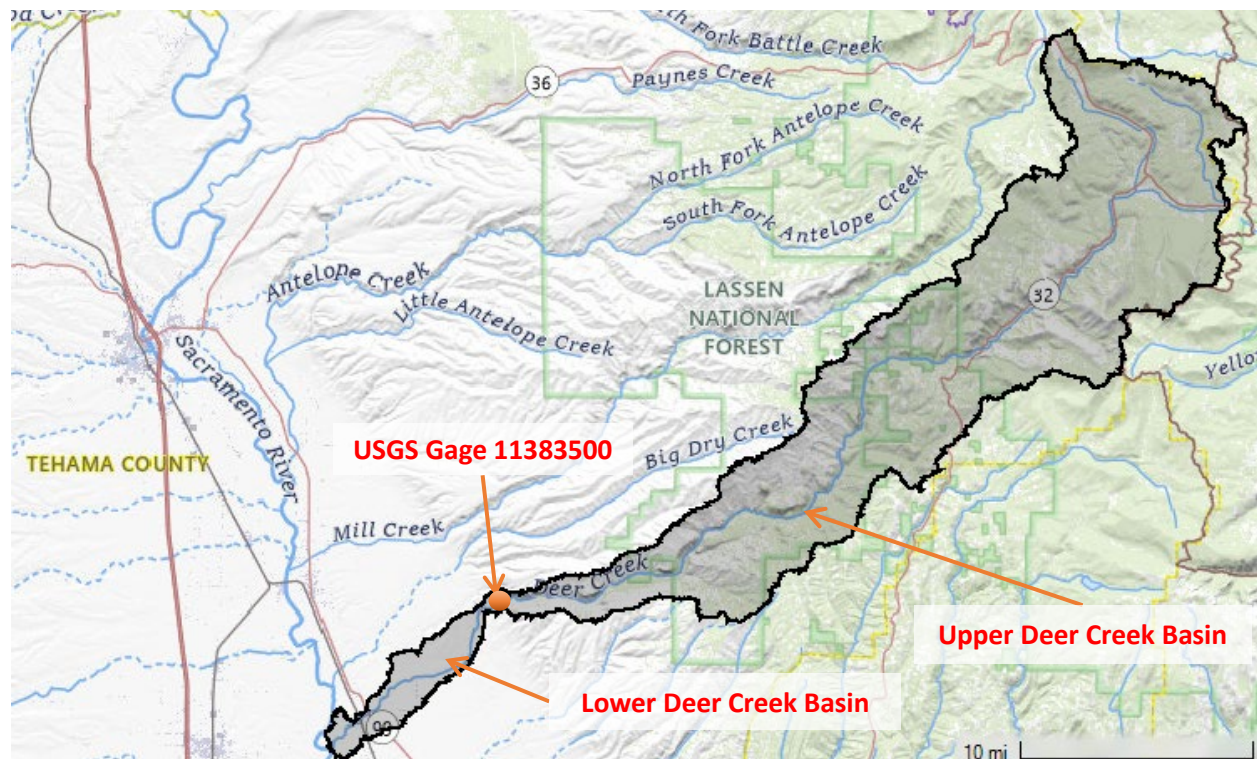 Fork Battle Creek
Paynes Creek
36
North Fork Antelope Creek
South Fork Antelope Creek
Antelope Creek
Little Antelope Creek
LASSEN
NATIONAL
FOREST
32
Sacramento River
Yello
USGS Gage 11383500
Big Dry Creek
TEHAMA COUNTY
Mill Creek
Deer Creek
Upper Deer Creek Basin
Lower Deer Creek Basin
99
10 mi